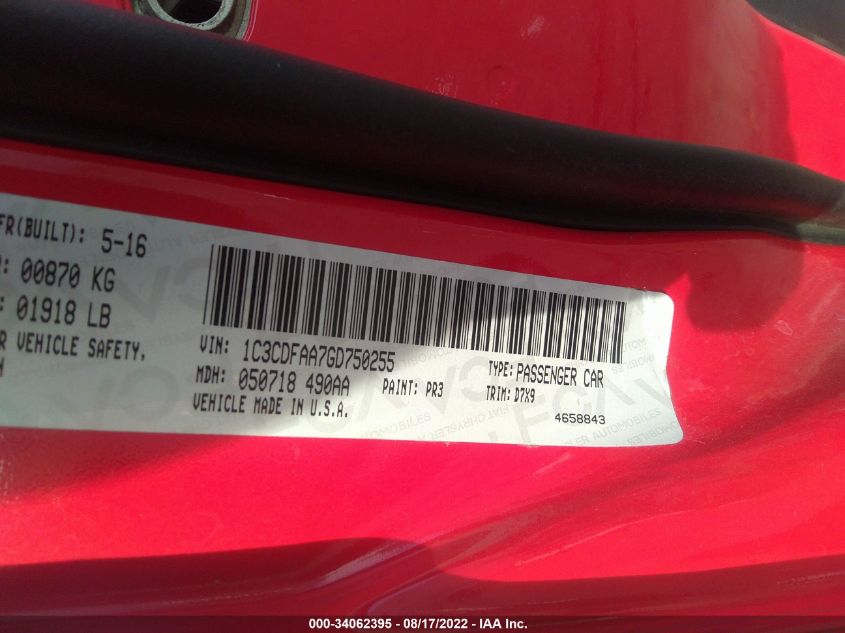 FR(BUILT): 5-16
: 00870 KG
: 01918 LB
R VEHICLE SAFETY,
H
VIN: 1C3CDFAA7GD750255
TYPE: PASSENGER CAR
MDH: 050718 490AA PAINT: PR3 TRIM: D7X9
VEHICLE MADE IN U.S.A.
4658843
000-34062395 - 08/17/2022 - IAA Inc.